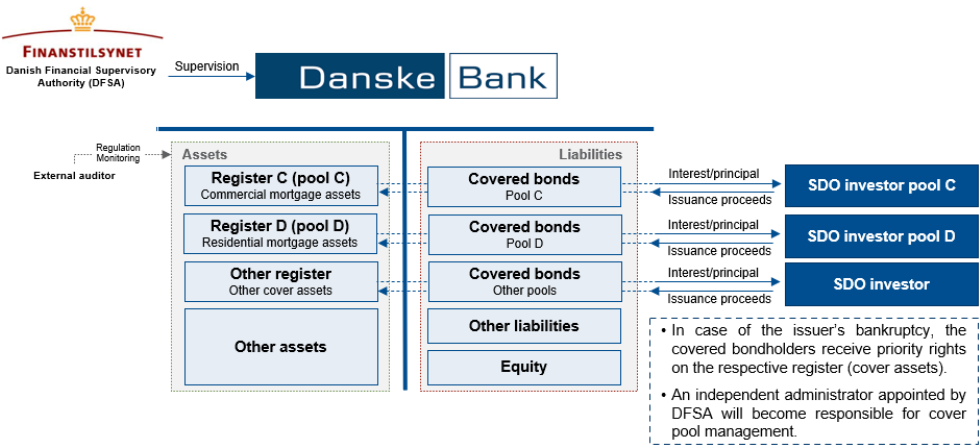 FINANSTILSYNET
Danish Financial Supervisory
Authority (DFSA)
Supervision
Danske Bank
Regulation
Monitoring
External auditor
Assets
Register C (pool C)
Commercial mortgage assets
Register D (pool D)
Residential mortgage assets
Other register
Other cover assets
Other assets
Liabilities
Covered bonds
Pool C
Covered bonds
Pool D
Covered bonds
Other pools
Other liabilities
Equity
Interest/principal
Issuance proceeds
Interest/principal
Issuance proceeds
Interest/principal
Issuance proceeds
SDO investor pool C
SDO investor pool D
SDO investor
• In case of the issuer's bankruptcy, the
covered bondholders receive priority rights
on the respective register (cover assets).
• An independent administrator appointed by
DFSA will become responsible for cover
pool management.